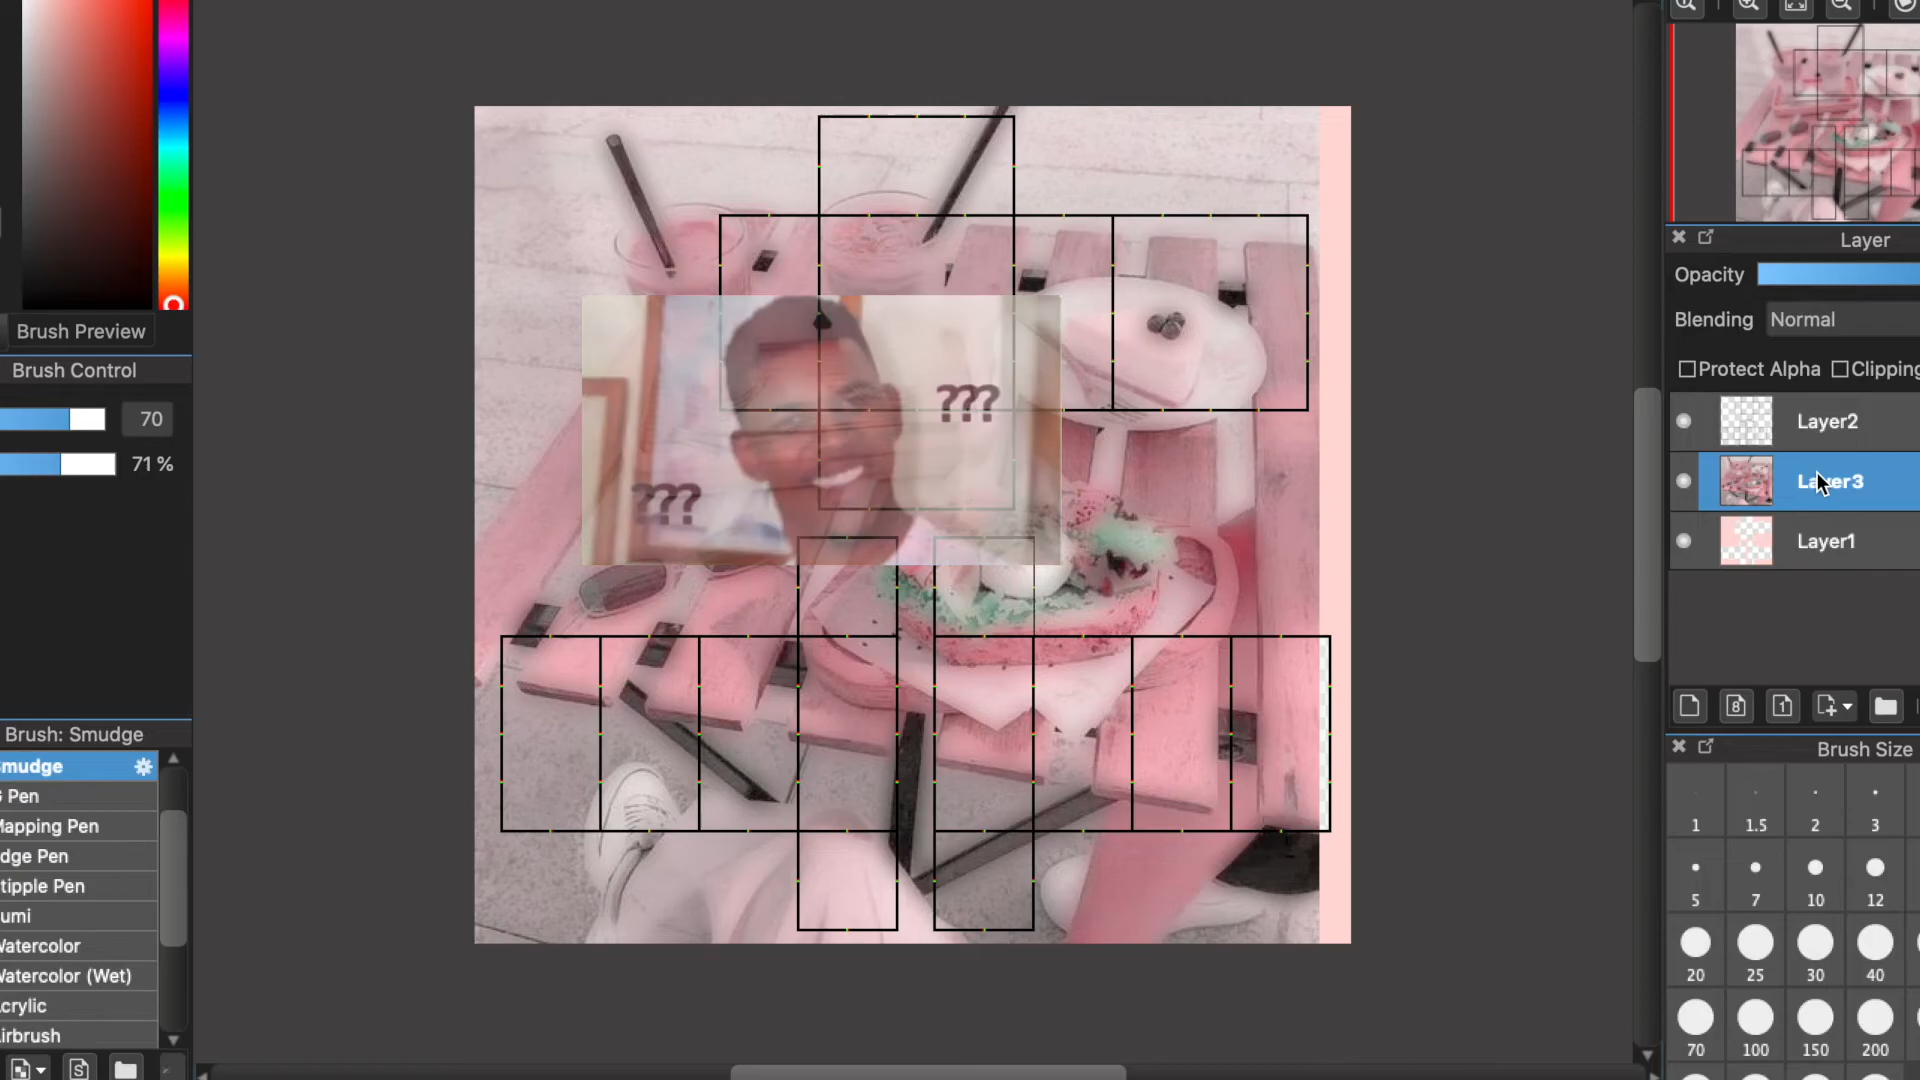 Brush Preview
Brush Control
70
71 %
Brush: Smudge
mudge
Pen
apping Pen
dge Pen
tipple Pen
umi
atercolor
atercolor (Wet)
crylic
irbrush
???
???
Layer
Opacity
Blending Normal
Protect Alpha Clipping
Layer2
Layer3
Layer1
8 1
Brush Size
1 1.5 2 3
5 7 10 12
20 25 30 40
70 100 150 200